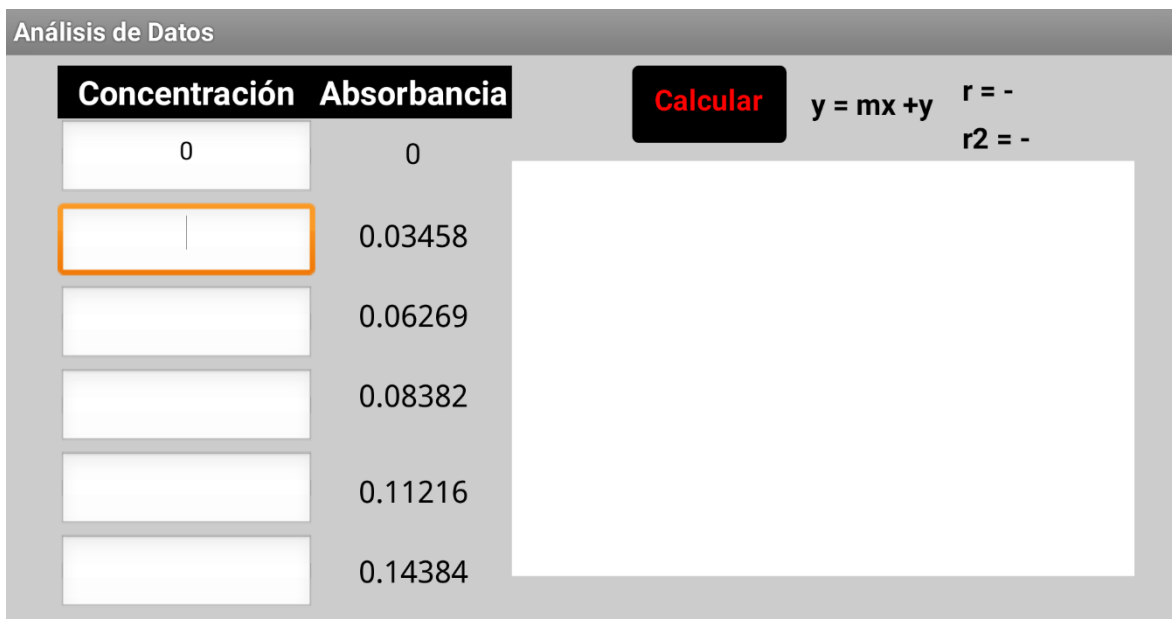 Análisis de Datos
Concentración Absorbancia
Calcular
y = mx +y
r = -
r2 = -
0 0
0.03458
0.06269
0.08382
0.11216
0.14384